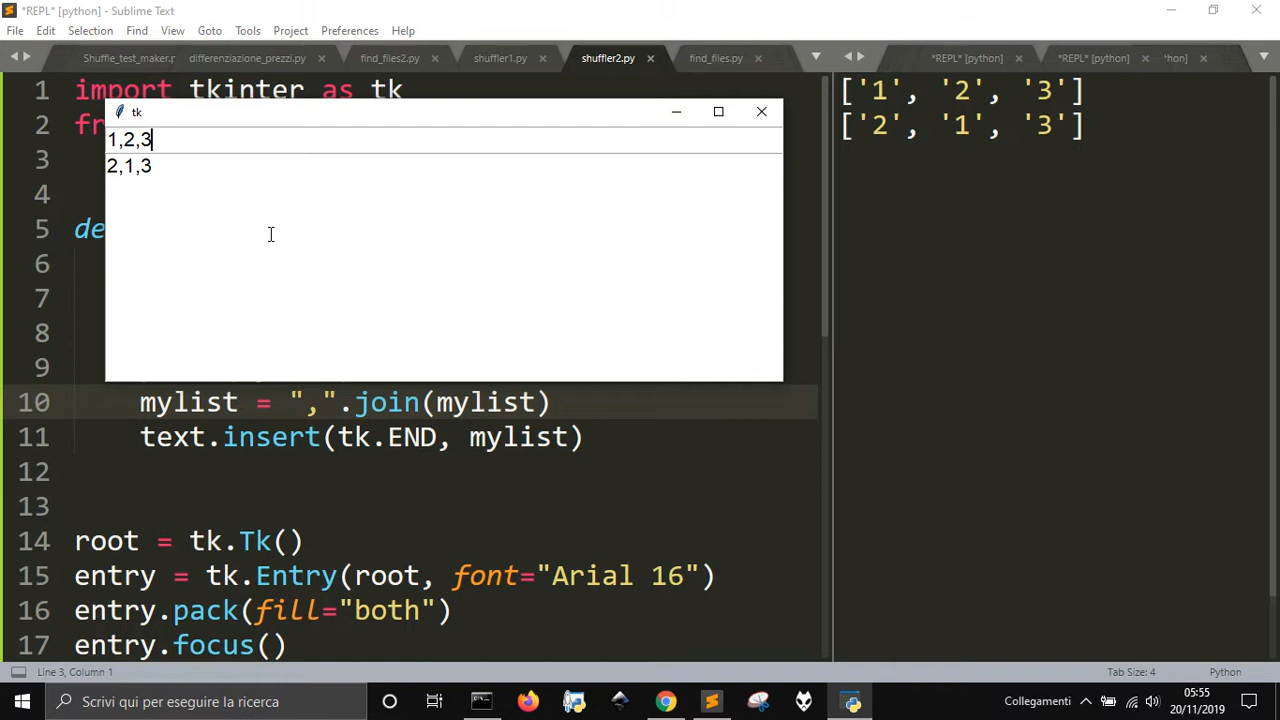 *REPL* [python] - Sublime Text
File Edit Selection Find View Goto Tools Project Preferences Help
Shuffle_test_maker.p differenziazione_prezzi.py find_files2.py shuffler1.py shuffler2.py find_files.py *REPL* [python] *REPL* [python] hon]
1 import tkinter as tk
2 fr
3
4
5 de
6
7
8
9
10 mylist = ",".join(mylist)
11 text.insert(tk.END, mylist)
12
13
14 root = tk.Tk()
15 entry = tk.Entry(root, font="Arial 16")
16 entry.pack(fill="both")
17 entry.focus()
tk
1,2,3
2,1,3
['1', '2', '3']
['2', '1', '3']
Line 3, Column 1 Tab Size: 4 Python
Scrivi qui per eseguire la ricerca
Collegamenti
05:55
20/11/2019